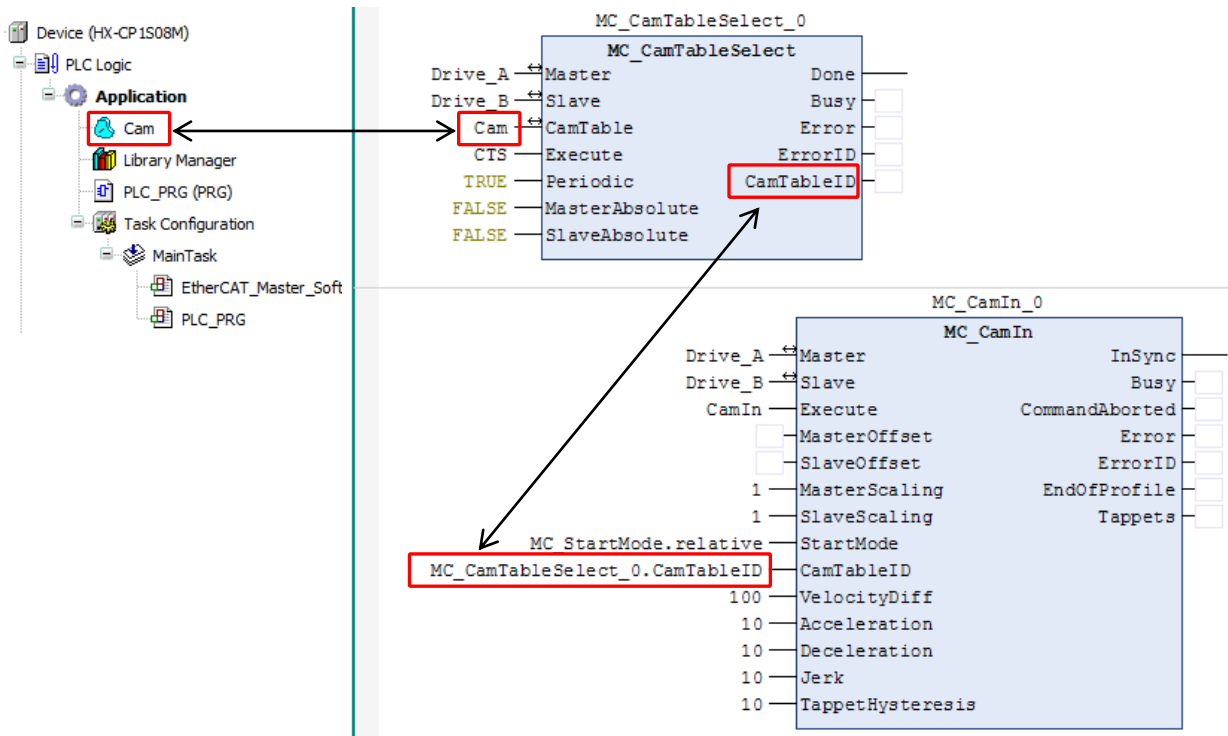 Device (HX-CP1S08M)
PLC Logic
Application
Cam
Library Manager
PLC_PRG (PRG)
Task Configuration
MainTask
EtherCAT_Master_Soft
PLC_PRG
MC_CamTableSelect_0
MC_CamTableSelect
Drive_A Master Done
Drive_B Slave Busy
Cam CamTable Error
CTS Execute ErrorID
TRUE Periodic CamTableID
FALSE MasterAbsolute
FALSE SlaveAbsolute
MC_CamIn_0
MC_CamIn
Drive_A Master InSync
Drive_B Slave Busy
CamIn Execute CommandAborted
MasterOffset Error
SlaveOffset ErrorID
1 MasterScaling EndOfProfile
1 SlaveScaling Tappets
MC_StartMode.relative StartMode
MC_CamTableSelect_0.CamTableID CamTableID
100 VelocityDiff
10 Acceleration
10 Deceleration
10 Jerk
10 TappetHysteresis